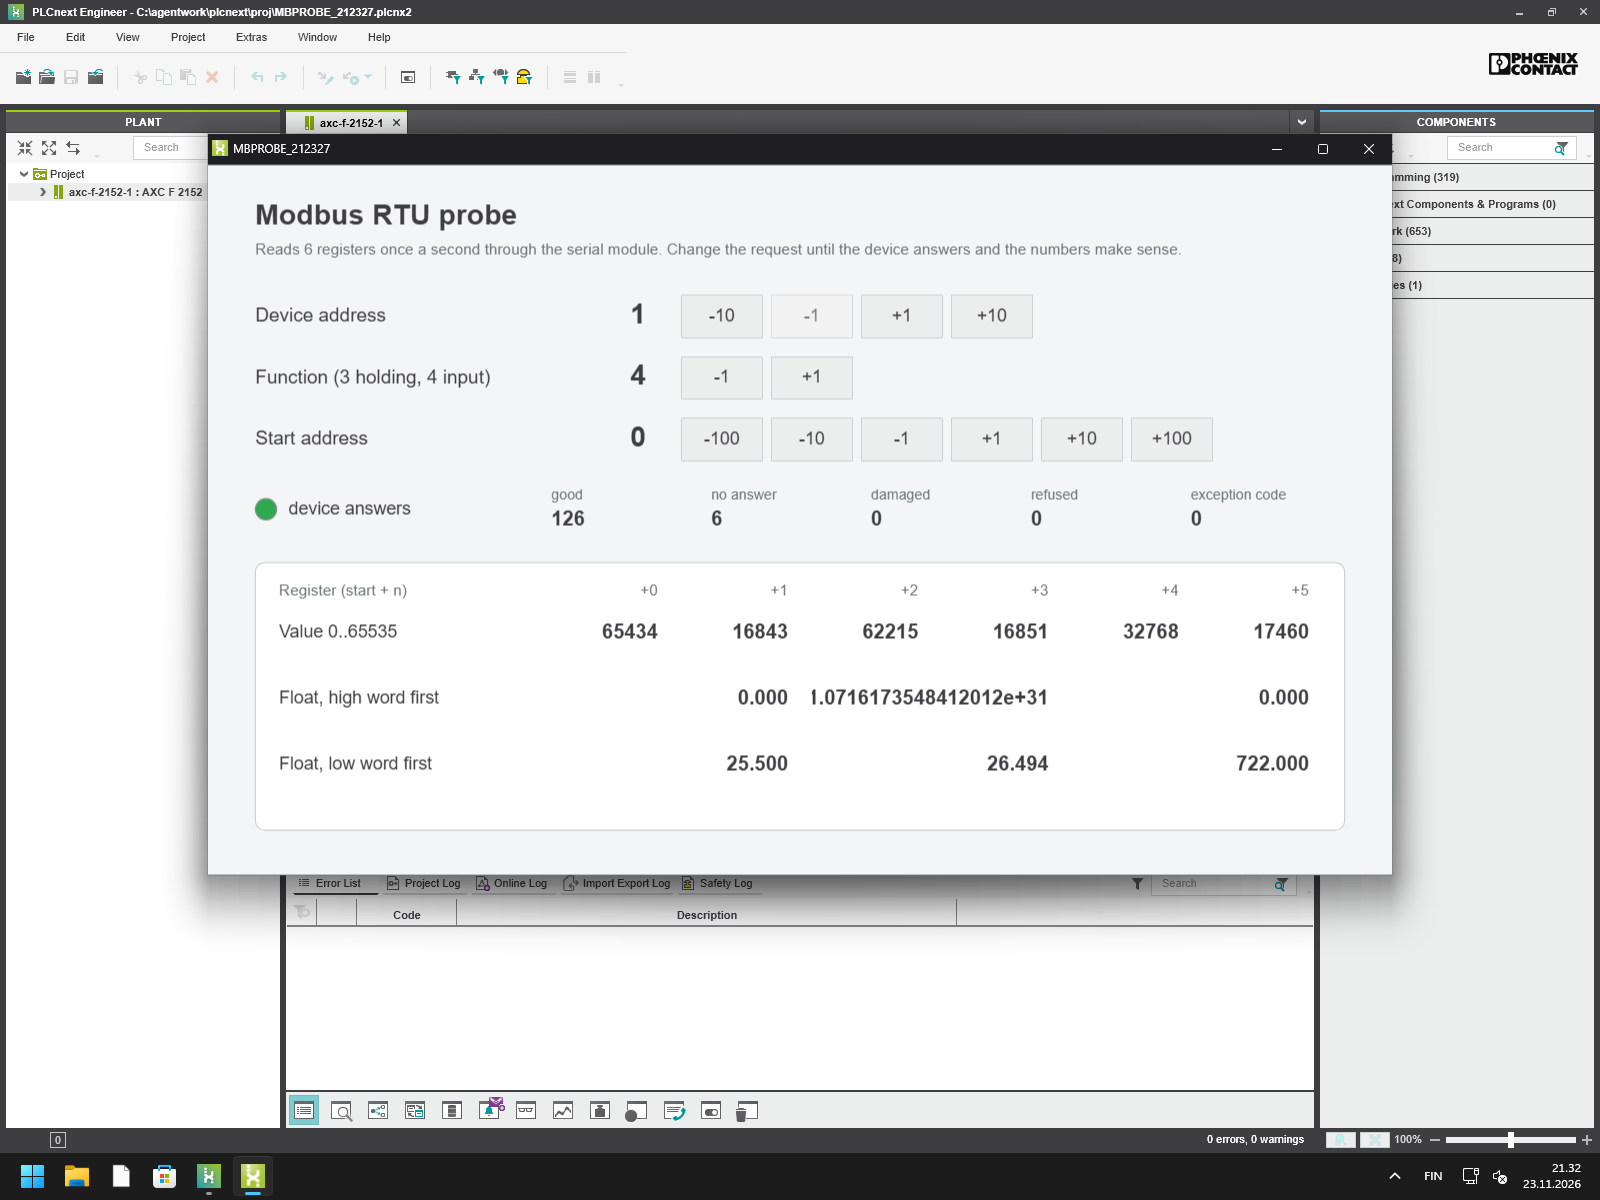 PLCnext Engineer - C:\agentwork\plcnext\proj\MBPROBE_212327.plcnx2
File Edit View Project Extras Window Help
PHŒNIX
CONTACT
PLANT
axc-f-2152-1
COMPONENTS
Search
Search
Project
axc-f-2152-1 : AXC F 2152
mming (319)
ext Components & Programs (0)
rk (653)
8)
es (1)
MBPROBE_212327
Modbus RTU probe
Reads 6 registers once a second through the serial module. Change the request until the device answers and the numbers make sense.
Device address 1 -10 -1 +1 +10
Function (3 holding, 4 input) 4 -1 +1
Start address 0 -100 -10 -1 +1 +10 +100
good no answer damaged refused exception code
device answers 126 6 0 0 0
Register (start + n) +0 +1 +2 +3 +4 +5
Value 0..65535 65434 16843 62215 16851 32768 17460
Float, high word first 0.000 1.0716173548412012e+31 0.000
Float, low word first 25.500 26.494 722.000
Error List Project Log Online Log Import Export Log Safety Log Search
Code Description
0
0 errors, 0 warnings
100%
FIN
21.32
23.11.2026